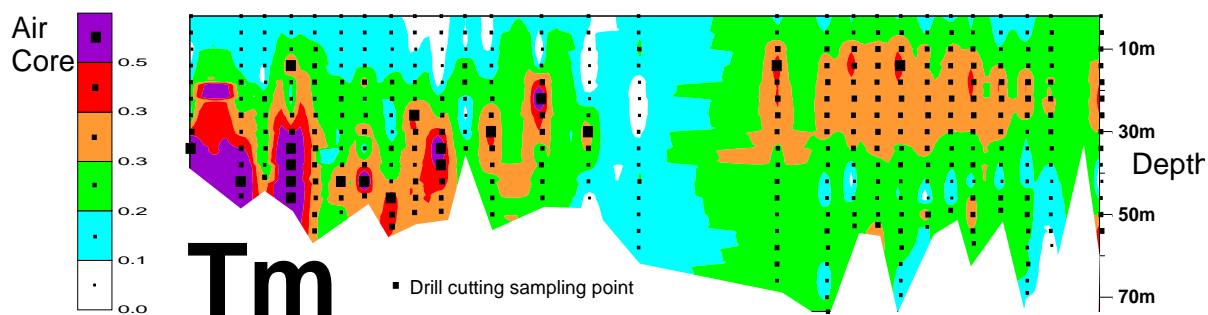 Air
Core
0.5
0.3
0.3
0.2
0.1
0.0
10m
30m
Depth
50m
70m
Tm
Drill cutting sampling point